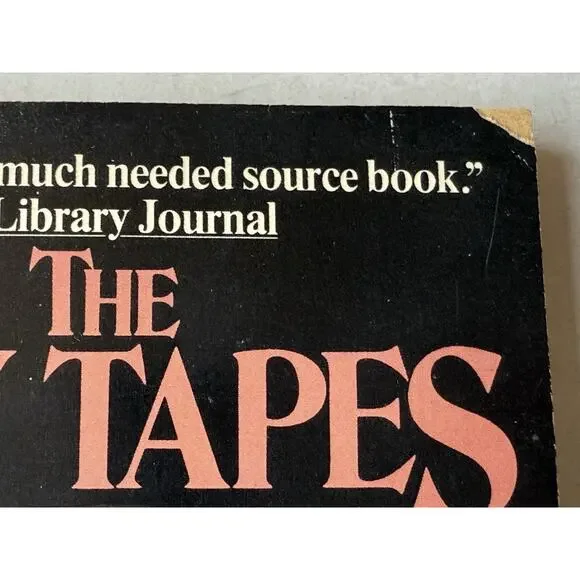 much needed source book.”
Library Journal
THE
TAPES